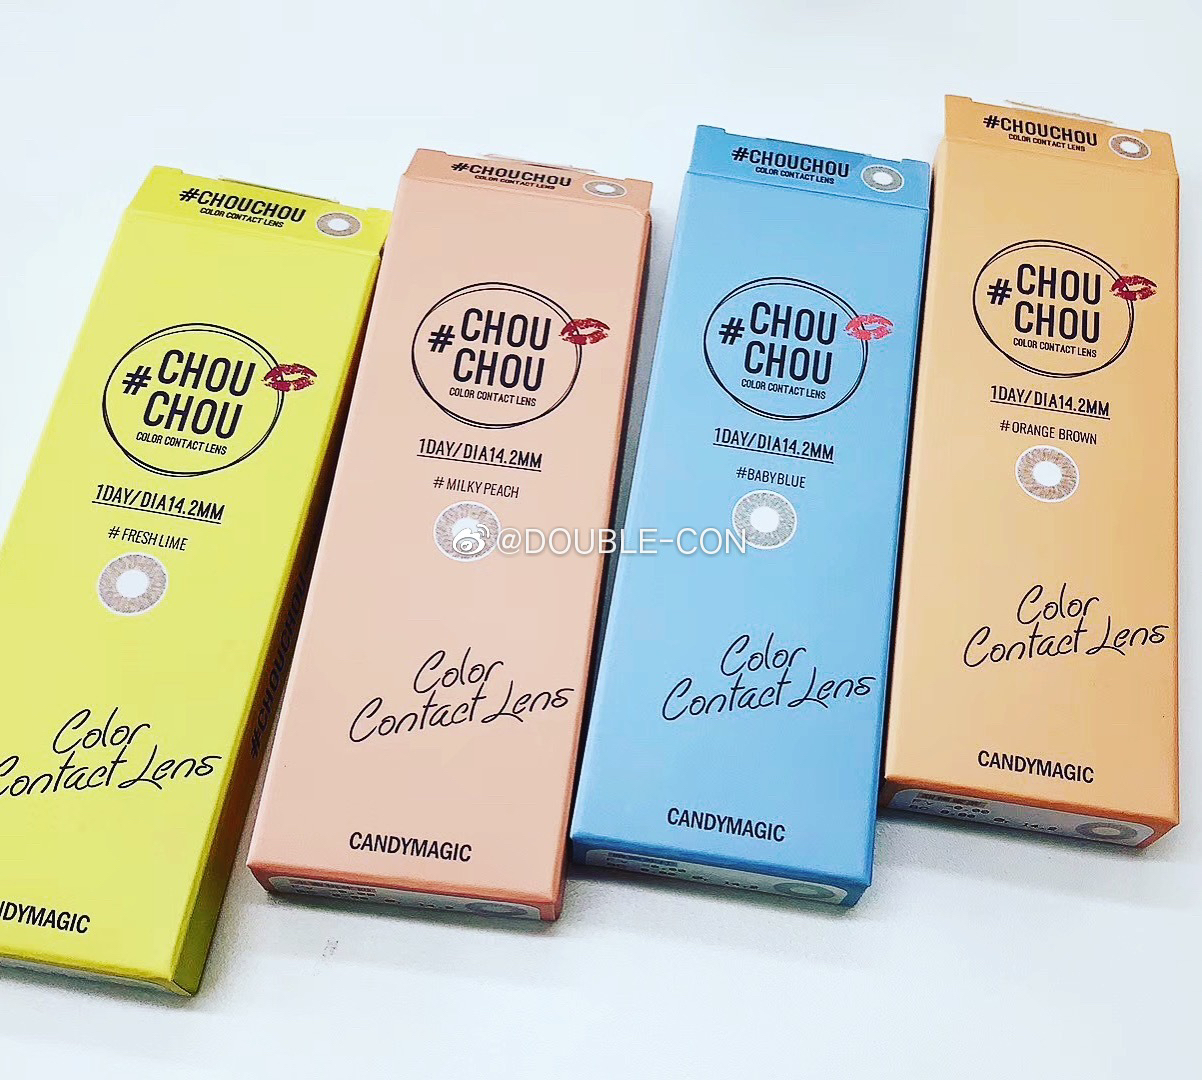 #CHOUCHOU
COLOR CONTACT LENS
#CHOU
CHOU
COLOR CONTACT LENS
1DAY/DIA14.2MM
#FRESH LIME
Color
Contact Lens
#CHOUCHOU
#CHOUCHOU
COLOR CONTACT LENS
#CHOU
CHOU
COLOR CONTACT LENS
1DAY/DIA14.2MM
# MILKY PEACH
Color
Contact Lens
CANDYMAGIC
#CHOUCHOU
COLOR CONTACT LENS
#CHOU
CHOU
COLOR CONTACT LENS
1DAY/DIA14.2MM
#BABY BLUE
Color
Contact Lens
CANDYMAGIC
#CHOUCHOU
COLOR CONTACT LENS
#CHOU
CHOU
COLOR CONTACT LENS
1DAY/DIA14.2MM
#ORANGE BROWN
Color
Contact Lens
CANDYMAGIC
@DOUBLE-CON